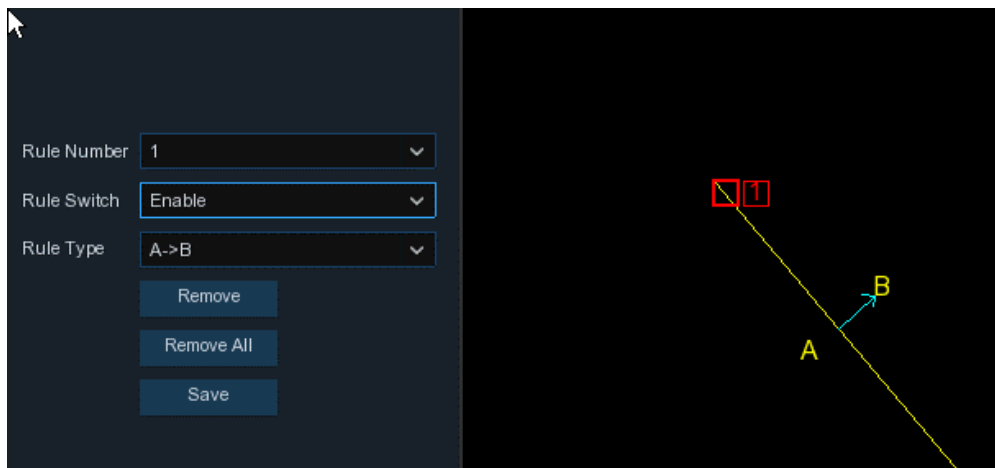 Rule Number 1
Rule Switch Enable
Rule Type A->B
Remove
Remove All
Save
1
B
A